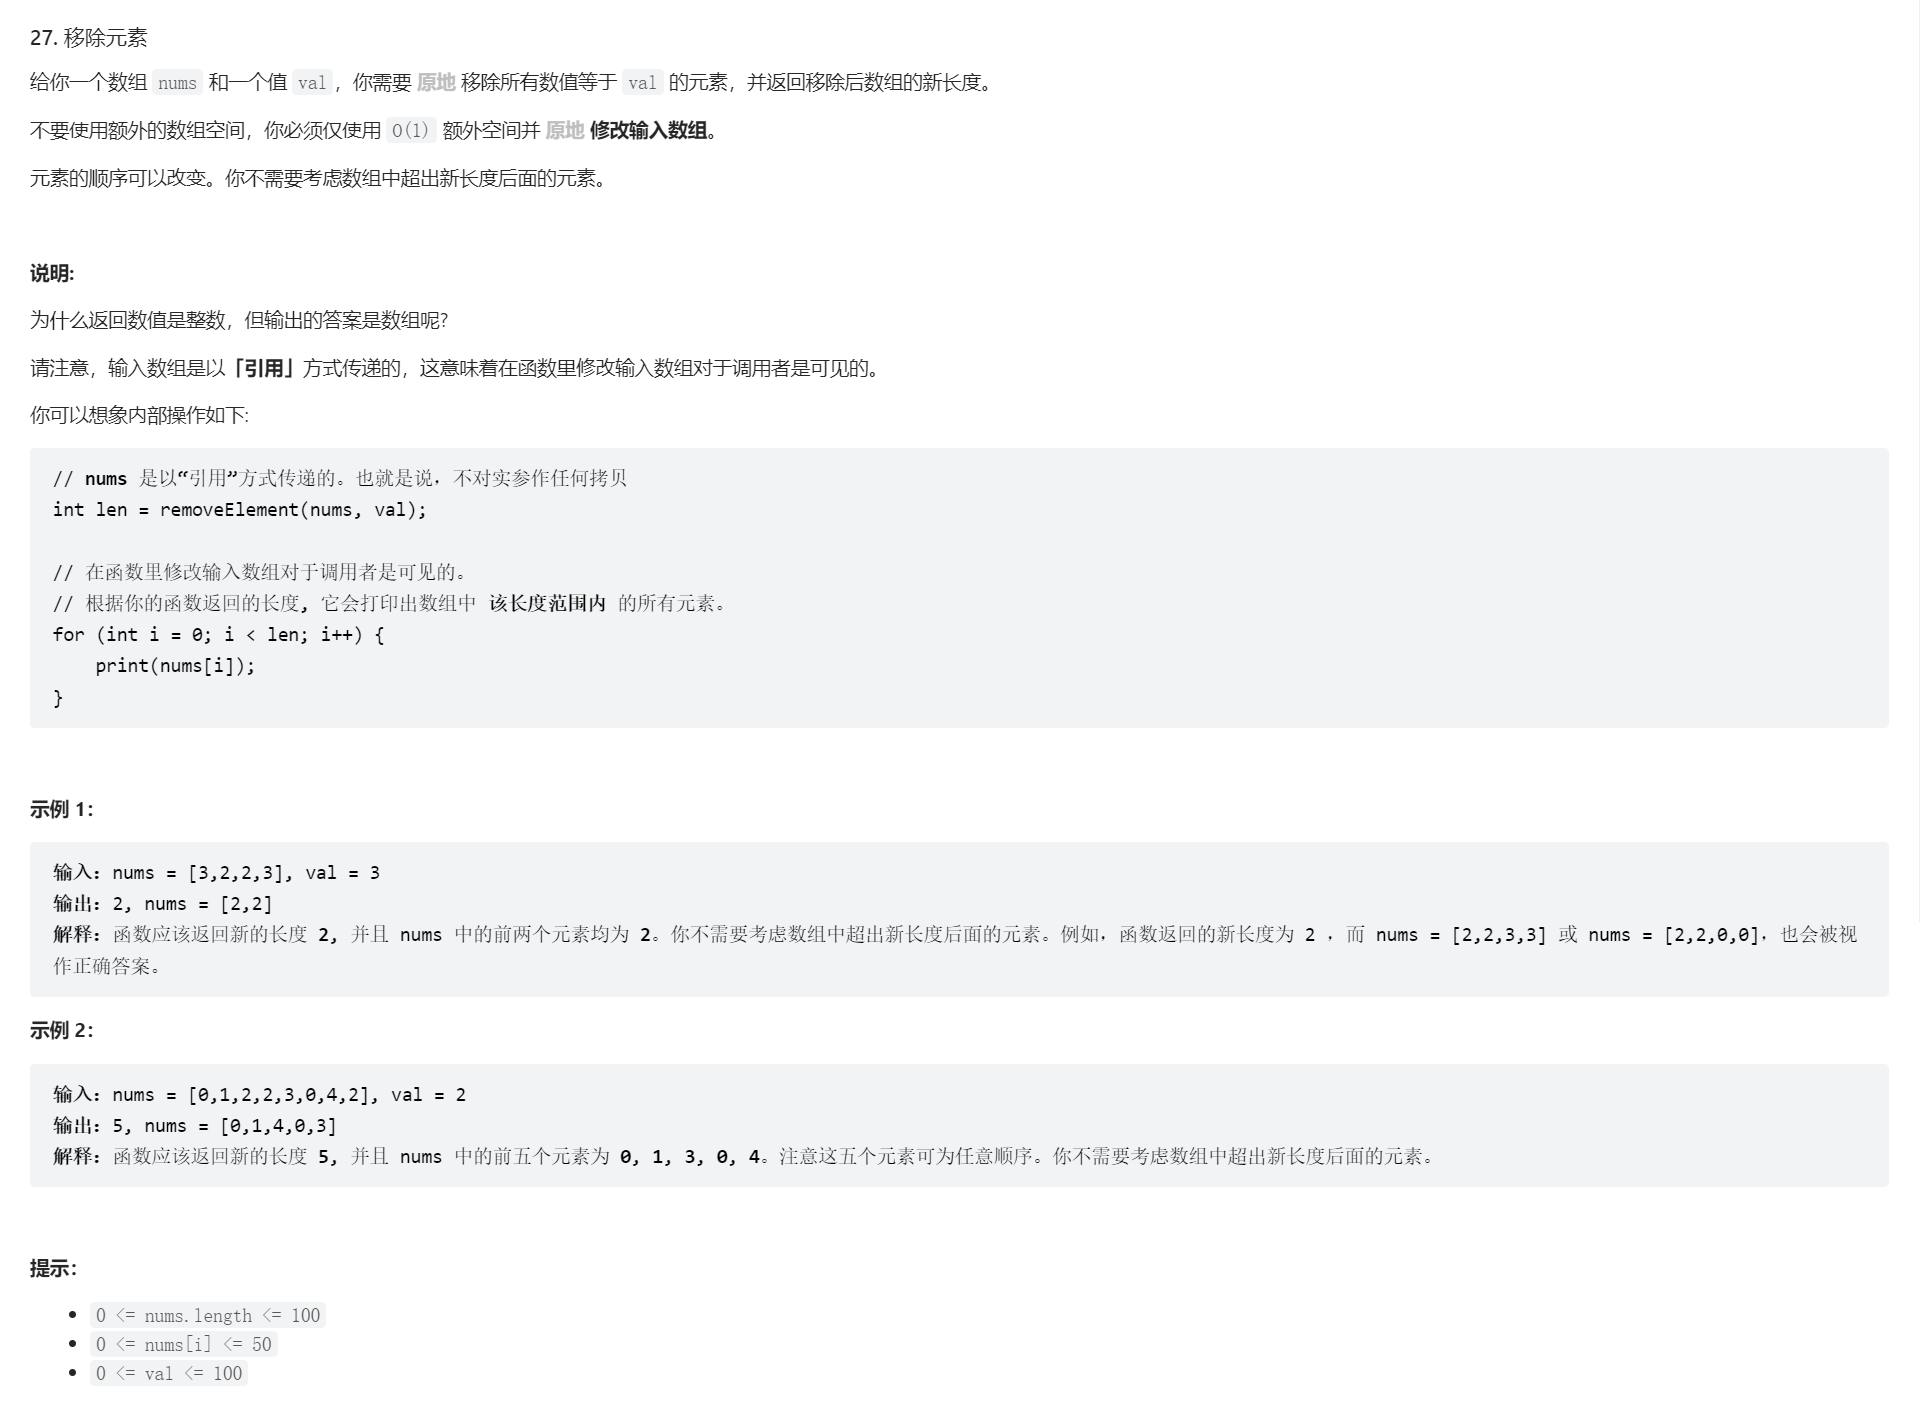 27. 移除元素
给你一个数组 nums 和一个值 val，你需要 原地 移除所有数值等于 val 的元素，并返回移除后数组的新长度。
不要使用额外的数组空间，你必须仅使用 O(1) 额外空间并 原地 修改输入数组。
元素的顺序可以改变。你不需要考虑数组中超出新长度后面的元素。
说明:
为什么返回数值是整数，但输出的答案是数组呢?
请注意，输入数组是以「引用」方式传递的，这意味着在函数里修改输入数组对于调用者是可见的。
你可以想象内部操作如下:
// nums 是以“引用”方式传递的。也就是说，不对实参作任何拷贝
int len = removeElement(nums, val);
// 在函数里修改输入数组对于调用者是可见的。
// 根据你的函数返回的长度, 它会打印出数组中 该长度范围内 的所有元素。
for (int i = 0; i < len; i++) {
    print(nums[i]);
}
示例 1：
输入：nums = [3,2,2,3], val = 3
输出：2, nums = [2,2]
解释：函数应该返回新的长度 2, 并且 nums 中的前两个元素均为 2。你不需要考虑数组中超出新长度后面的元素。例如，函数返回的新长度为 2 ，而 nums = [2,2,3,3] 或 nums = [2,2,0,0]，也会被视
作正确答案。
示例 2：
输入：nums = [0,1,2,2,3,0,4,2], val = 2
输出：5, nums = [0,1,4,0,3]
解释：函数应该返回新的长度 5, 并且 nums 中的前五个元素为 0, 1, 3, 0, 4。注意这五个元素可为任意顺序。你不需要考虑数组中超出新长度后面的元素。
提示：
• 0 <= nums.length <= 100
• 0 <= nums[i] <= 50
• 0 <= val <= 100